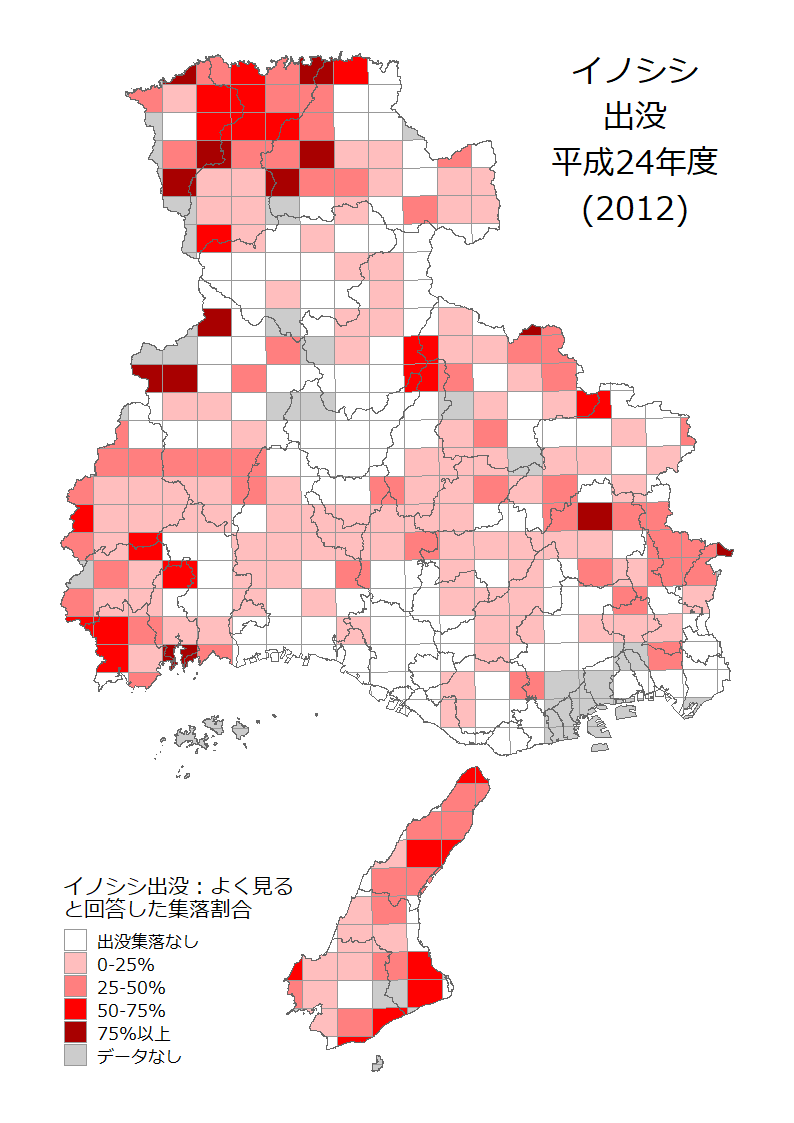 イノシシ
出没
平成24年度
(2012)
イノシシ出没：よく見る
と回答した集落割合
出没集落なし
0-25%
25-50%
50-75%
75%以上
データなし